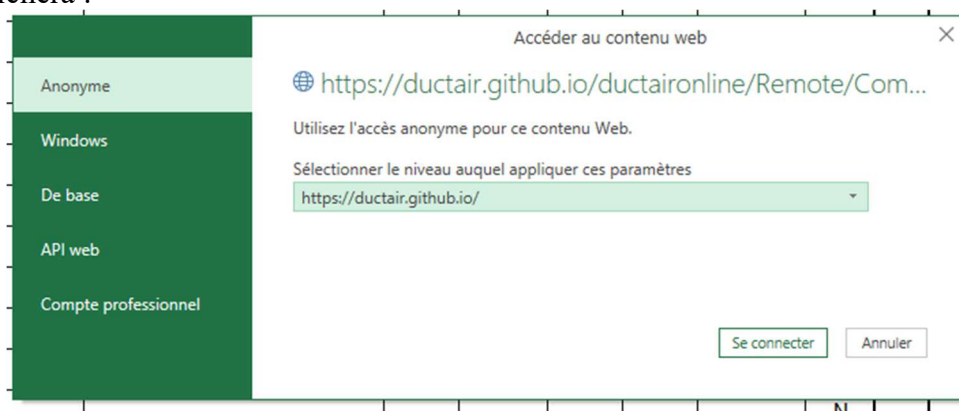 Accéder au contenu web
Anonyme
Windows
De base
API web
Compte professionnel
https://ductair.github.io/ductaironline/Remote/Com...
Utilisez l'accès anonyme pour ce contenu Web.
Sélectionner le niveau auquel appliquer ces paramètres
https://ductair.github.io/
Se connecter
Annuler